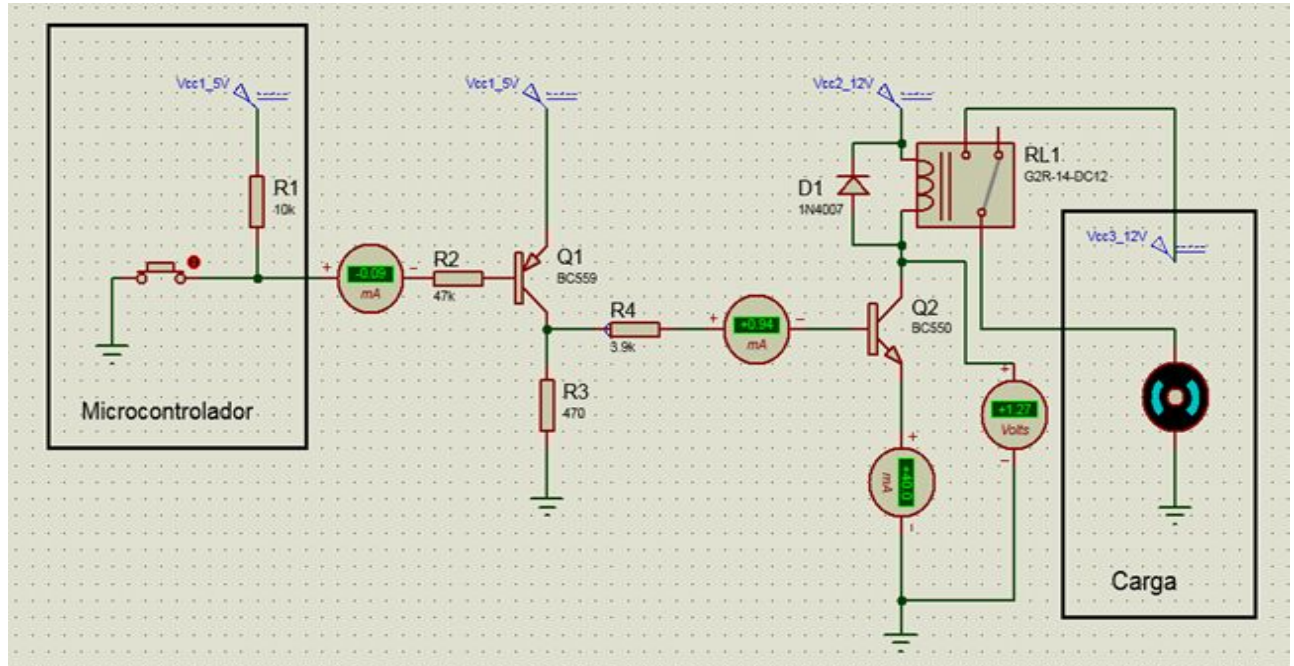 Vcc1_5V
R1
10k
Microcontrolador
+
-0.09
mA
−
R2
47k
Vcc1_5V
Q1
BC559
R4
3.9k
R3
470
+
+0.94
mA
−
Vcc2_12V
D1
1N4007
RL1
G2R-14-DC12
Q2
BC550
+
+40.0
mA
−
+
+1.27
Volts
−
Vcc3_12V
Carga